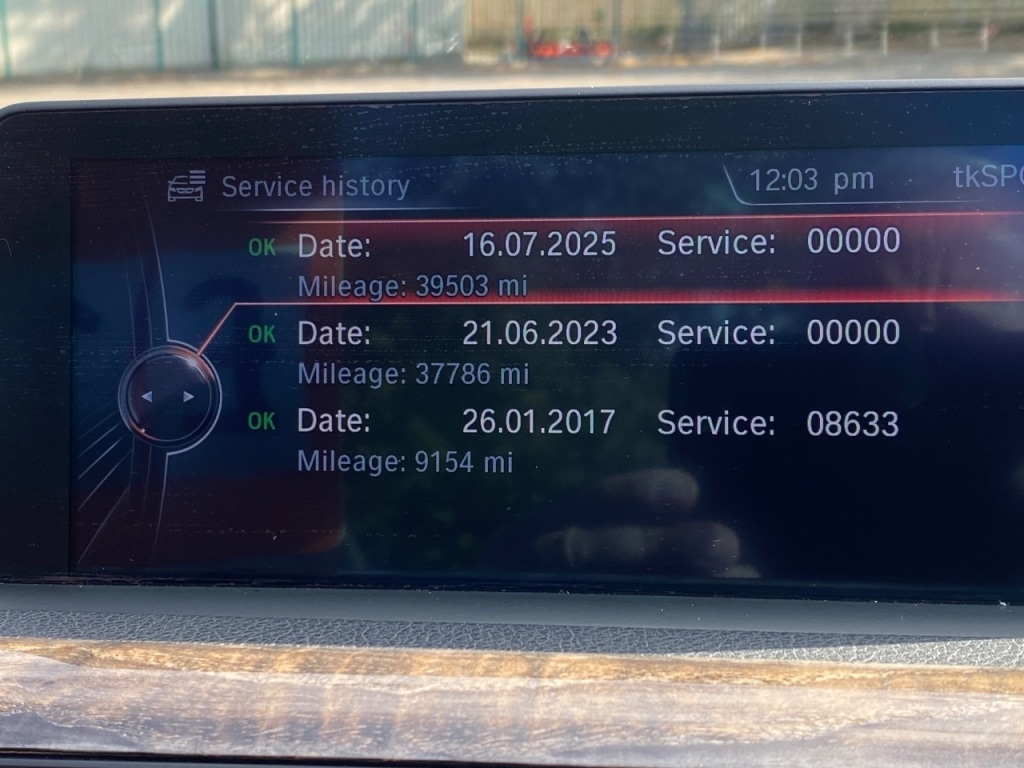 Service history 12:03 pm tkSP
OK Date: 16.07.2025 Service: 00000
Mileage: 39503 mi
OK Date: 21.06.2023 Service: 00000
Mileage: 37786 mi
OK Date: 26.01.2017 Service: 08633
Mileage: 9154 mi